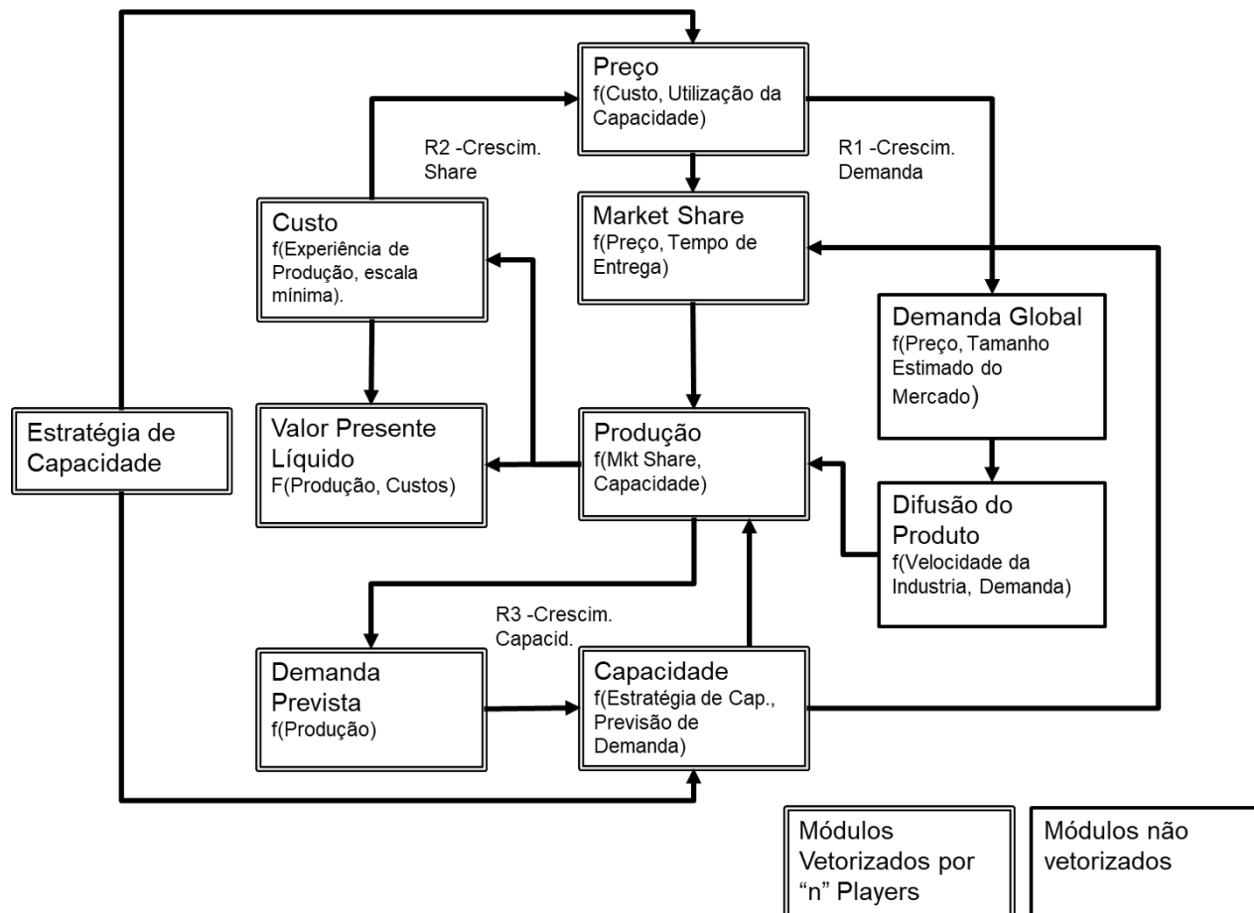 Preço
f(Custo, Utilização da
Capacidade)
R2 -Crescim.
Share
R1 -Crescim.
Demanda
Custo
f(Experiência de
Produção, escala
mínima).
Market Share
f(Preço, Tempo de
Entrega)
Demanda Global
f(Preço, Tamanho
Estimado do
Mercado)
Estratégia de
Capacidade
Valor Presente
Líquido
F(Produção, Custos)
Produção
f(Mkt Share,
Capacidade)
Difusão do
Produto
f(Velocidade da
Industria, Demanda)
R3 -Crescim.
Capacid.
Demanda
Prevista
f(Produção)
Capacidade
f(Estratégia de Cap.,
Previsão de
Demanda)
Módulos
Vetorizados por
“n” Players
Módulos não
vetorizados